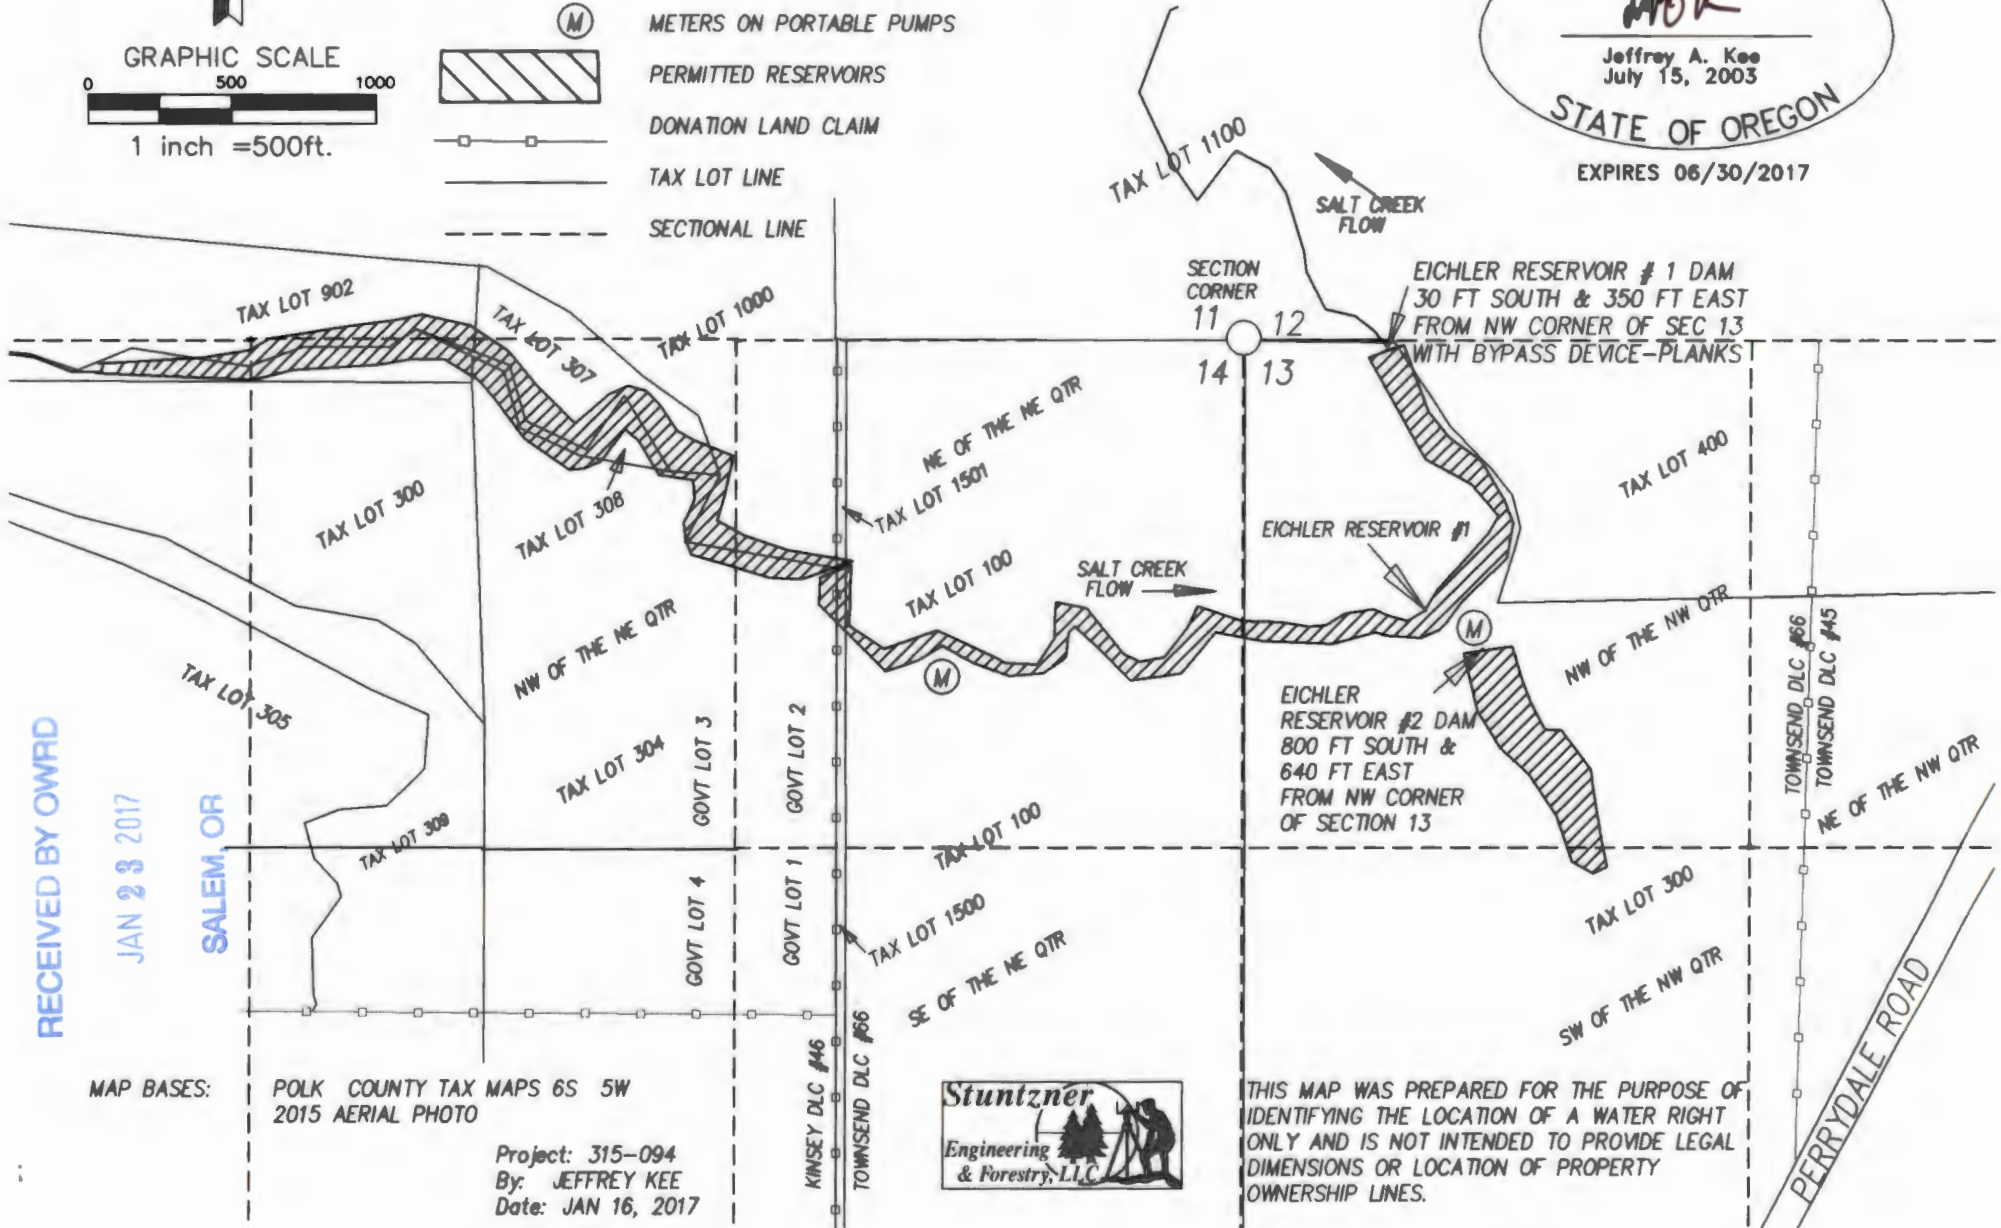 GRAPHIC SCALE
0 500 1000
1 inch =500ft.
M METERS ON PORTABLE PUMPS
PERMITTED RESERVOIRS
DONATION LAND CLAIM
TAX LOT LINE
SECTIONAL LINE
Jeffrey A. Kee
July 15, 2003
STATE OF OREGON
EXPIRES 06/30/2017
TAX LOT 1100
SALT CREEK
FLOW
SECTION
CORNER
11 12
14 13
EICHLER RESERVOIR # 1 DAM
30 FT SOUTH & 350 FT EAST
FROM NW CORNER OF SEC 13
WITH BYPASS DEVICE-PLANKS
TAX LOT 902
TAX LOT 307
TAX LOT 1000
NE OF THE NE QTR
TAX LOT 1501
TAX LOT 400
TAX LOT 300
TAX LOT 308
EICHLER RESERVOIR #1
TAX LOT 100
SALT CREEK
FLOW
NW OF THE NE QTR
M
M
NW OF THE NW QTR
TAX LOT 305
TAX LOT 304
GOVT LOT 3
GOVT LOT 2
EICHLER
RESERVOIR #2 DAM
800 FT SOUTH &
640 FT EAST
FROM NW CORNER
OF SECTION 13
TOWNSEND DLC #66
TOWNSEND DLC #45
NE OF THE NW QTR
RECEIVED BY OWRD
JAN 23 2017
SALEM, OR
TAX LOT 309
TAX LOT 100
GOVT LOT 4
GOVT LOT 1
TAX LOT 1500
SE OF THE NE QTR
TAX LOT 300
SW OF THE NW QTR
PERRYDALE ROAD
KINSEY DLC #46
TOWNSEND DLC #66
MAP BASES: POLK COUNTY TAX MAPS 6S 5W
2015 AERIAL PHOTO
Project: 315-094
By: JEFFREY KEE
Date: JAN 16, 2017
Stuntzner
Engineering
& Forestry, LLC
THIS MAP WAS PREPARED FOR THE PURPOSE OF
IDENTIFYING THE LOCATION OF A WATER RIGHT
ONLY AND IS NOT INTENDED TO PROVIDE LEGAL
DIMENSIONS OR LOCATION OF PROPERTY
OWNERSHIP LINES.